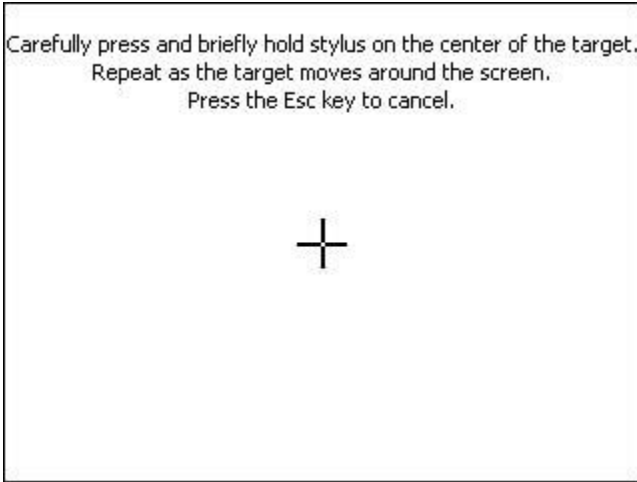 Carefully press and briefly hold stylus on the center of the target.
Repeat as the target moves around the screen.
Press the Esc key to cancel.